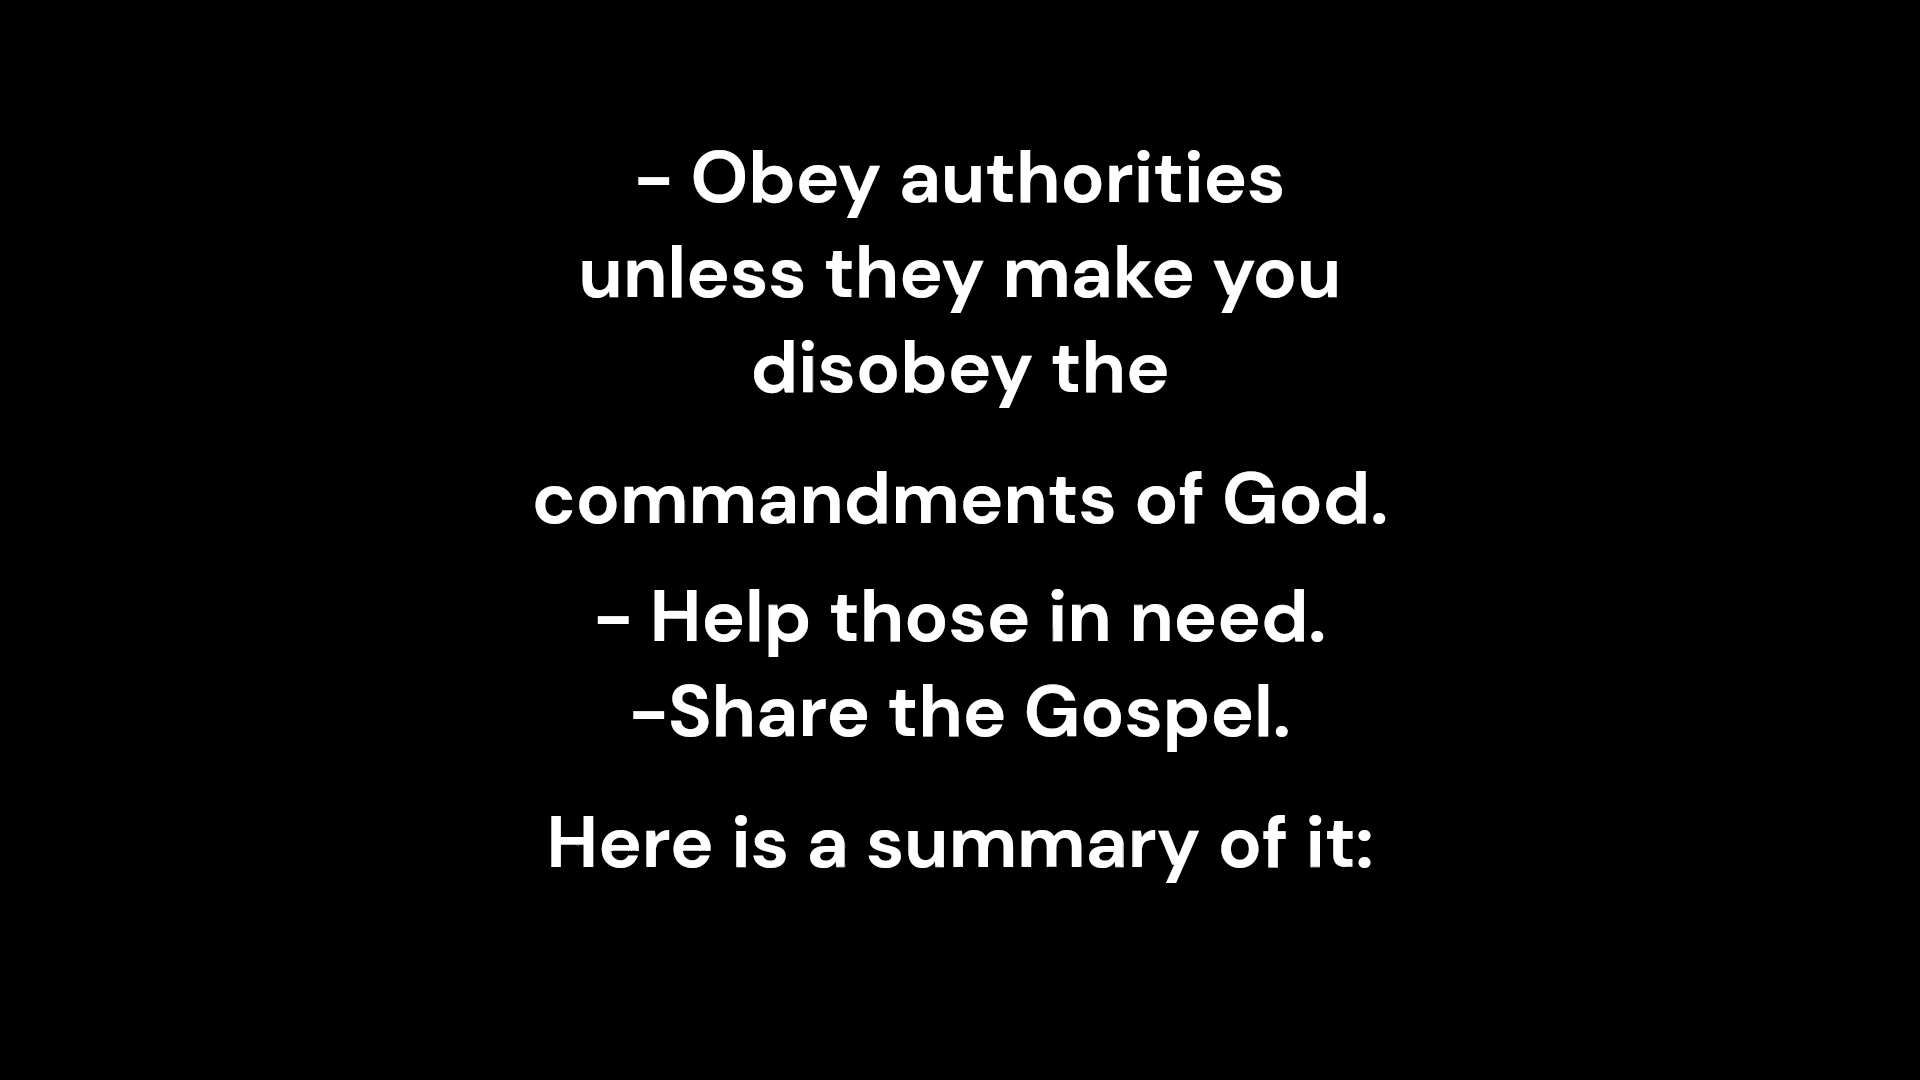 - Obey authorities
unless they make you
disobey the
commandments of God.
- Help those in need.
-Share the Gospel.
Here is a summary of it: